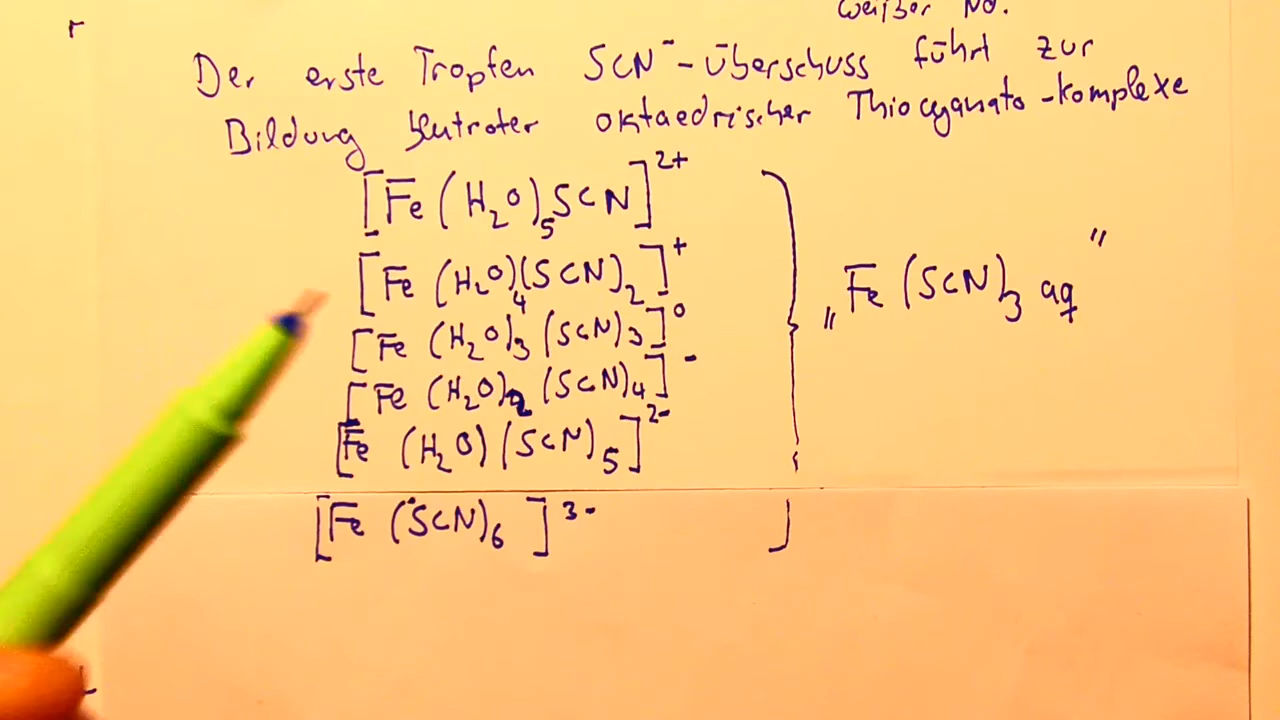 weißer Nd.
r
Der erste Tropfen SCN⁻-überschuss führt zur
Bildung blutroter oktaedrischer Thiocyanato-komplexe
[Fe(H₂O)₅SCN]²⁺
[Fe(H₂O)₄(SCN)₂]⁺
„Fe(SCN)₃ aq"
[Fe(H₂O)₃(SCN)₃]⁰
[Fe(H₂O)₂(SCN)₄]⁻
[Fe(H₂O)(SCN)₅]²⁻
[Fe(SCN)₆]³⁻